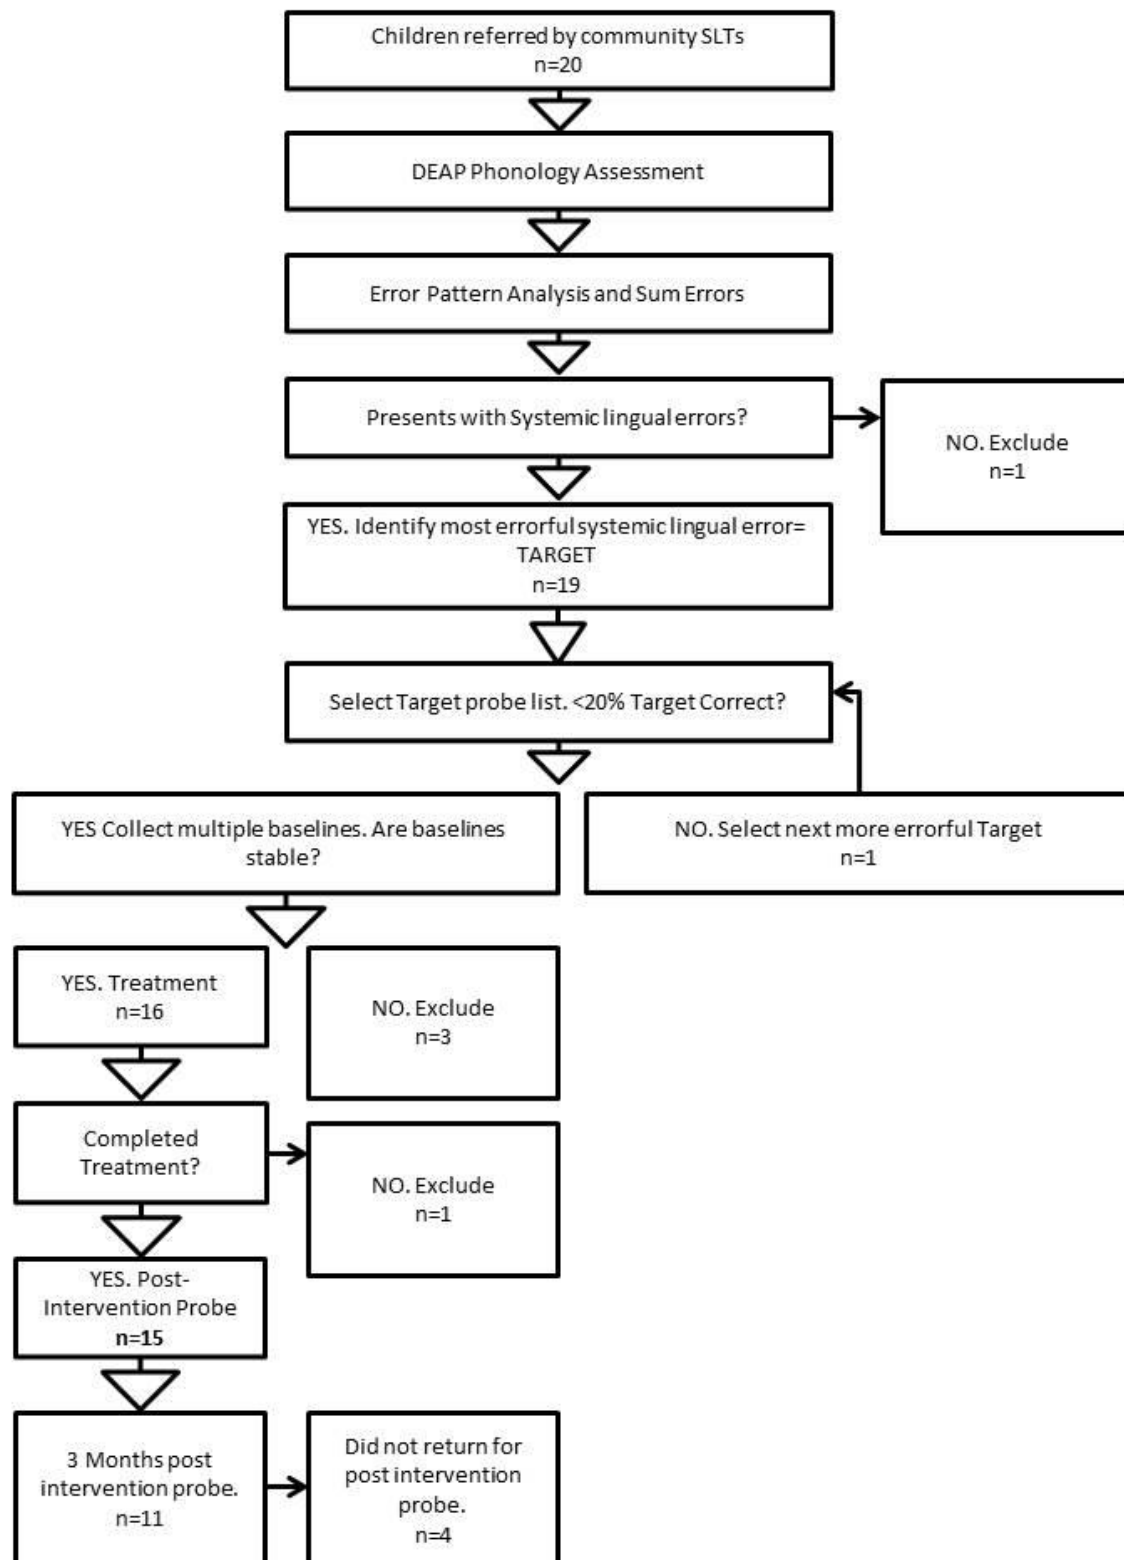 Children referred by community SLTs
n=20
DEAP Phonology Assessment
Error Pattern Analysis and Sum Errors
Presents with Systemic lingual errors?
NO. Exclude
n=1
YES. Identify most errorful systemic lingual error=
TARGET
n=19
Select Target probe list. <20% Target Correct?
YES Collect multiple baselines. Are baselines
stable?
NO. Select next more errorful Target
n=1
YES. Treatment
n=16
NO. Exclude
n=3
Completed
Treatment?
NO. Exclude
n=1
YES. Post-
Intervention Probe
n=15
3 Months post
intervention probe.
n=11
Did not return for
post intervention
probe.
n=4